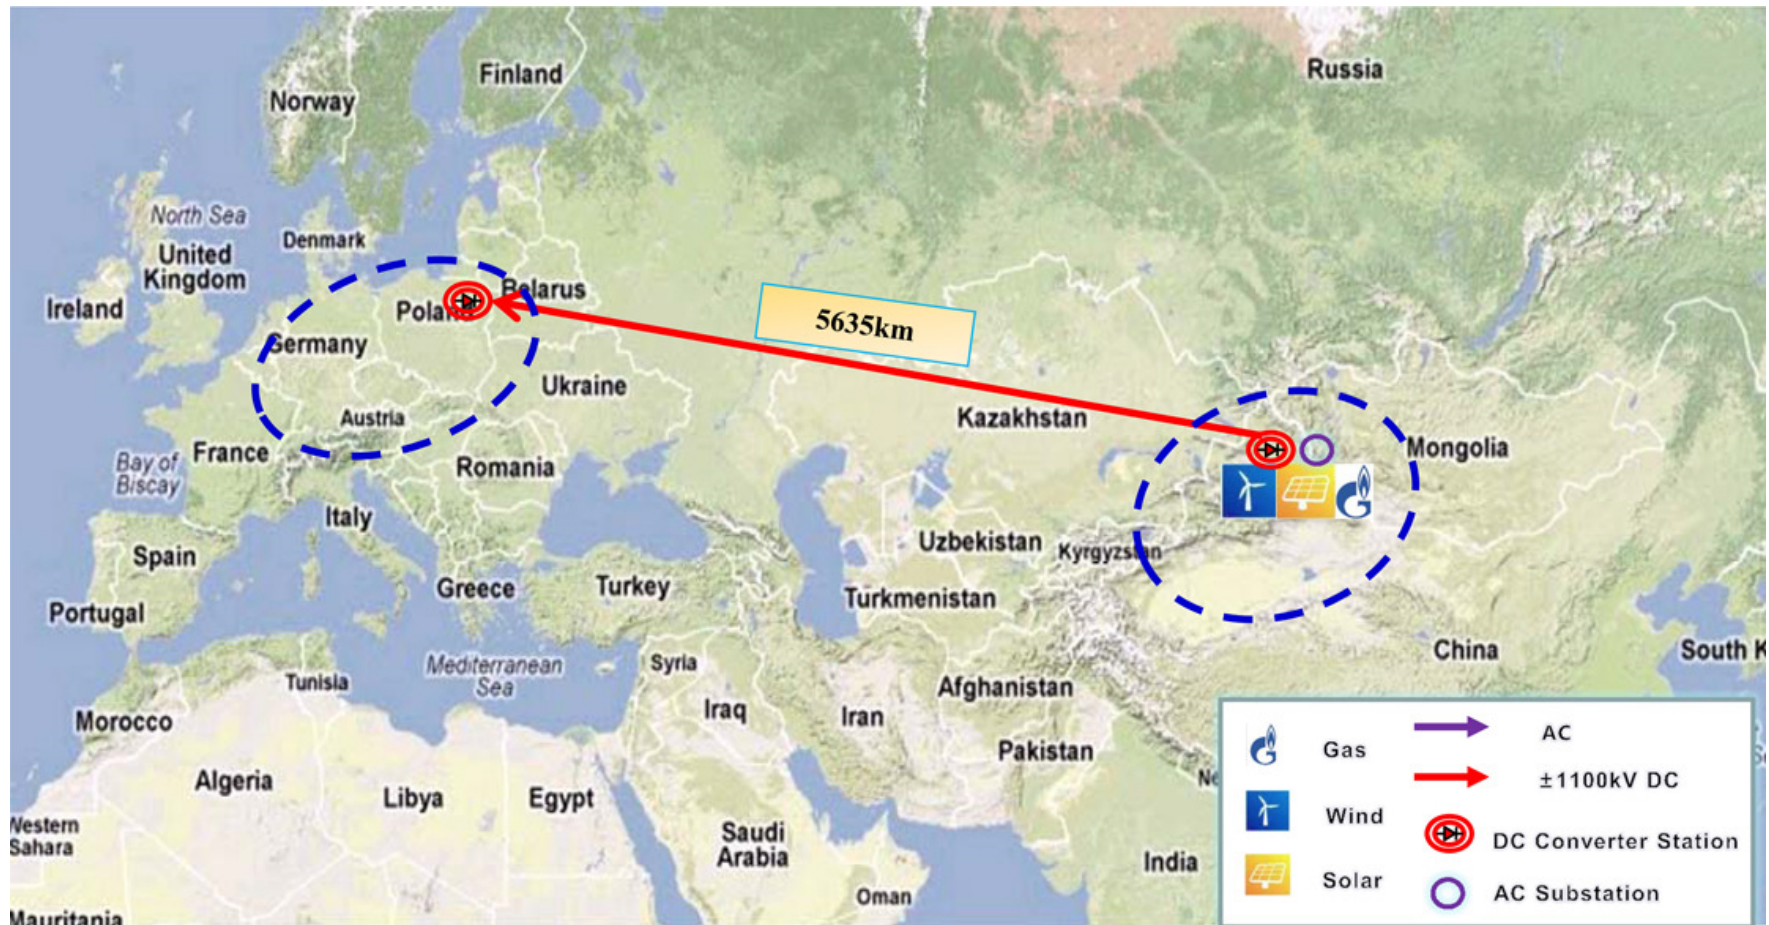 Finland
Russia
Norway
North Sea
Denmark
United
Kingdom
Ireland
Belarus
Poland
5635km
Germany
Ukraine
Austria
Kazakhstan
Mongolia
France
Bay of
Biscay
Romania
Italy
Uzbekistan
Kyrgyzstan
Spain
Greece
Turkey
Turkmenistan
Portugal
China
South K
Mediterranean
Sea
Syria
Tunisia
Afghanistan
Iraq
Iran
Morocco
Pakistan
Ne
Algeria
Libya
Egypt
Western
Sahara
Saudi
Arabia
India
Oman
Mauritania
Gas
AC
±1100kV DC
Wind
DC Converter Station
Solar
AC Substation